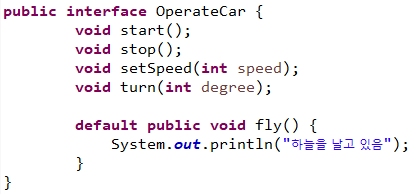 public interface OperateCar {
void start();
void stop();
void setSpeed(int speed);
void turn(int degree);
default public void fly() {
System.out.println("하늘을 날고 있음");
}
}